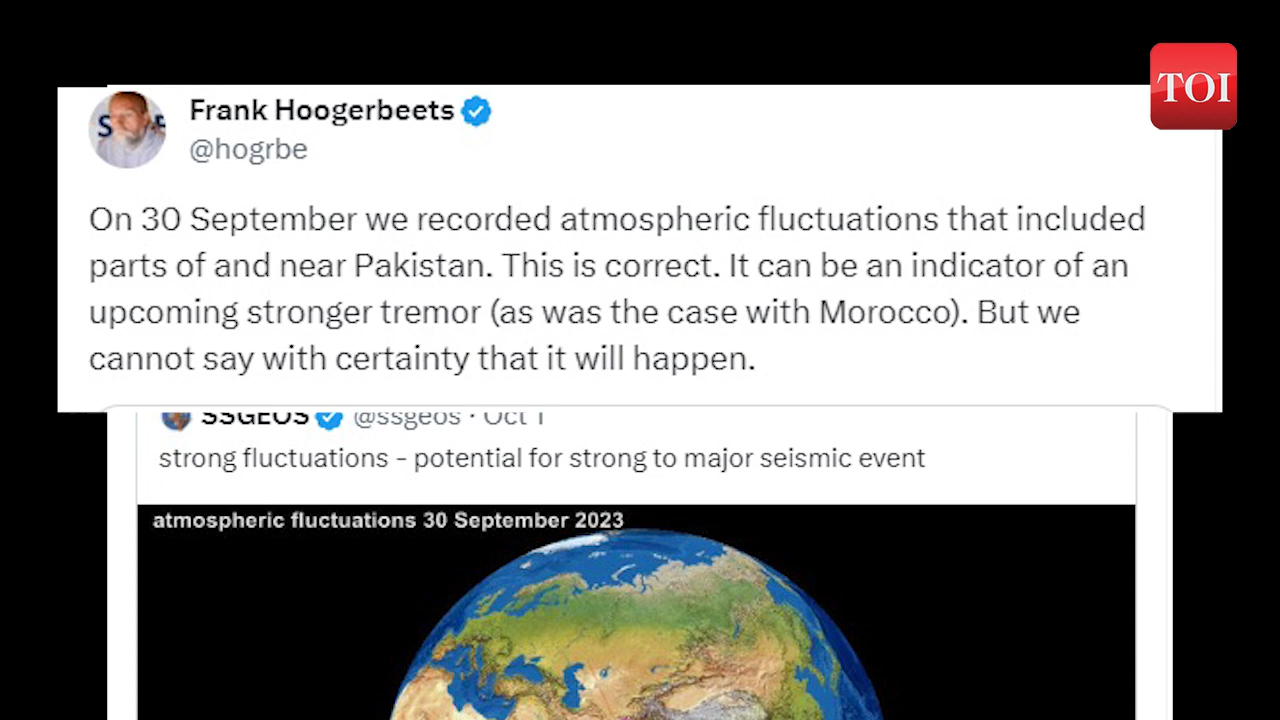 TOI
Frank Hoogerbeets
@hogrbe
On 30 September we recorded atmospheric fluctuations that included
parts of and near Pakistan. This is correct. It can be an indicator of an
upcoming stronger tremor (as was the case with Morocco). But we
cannot say with certainty that it will happen.
SSGEOS @ssgeos · Oct 1
strong fluctuations - potential for strong to major seismic event
atmospheric fluctuations 30 September 2023